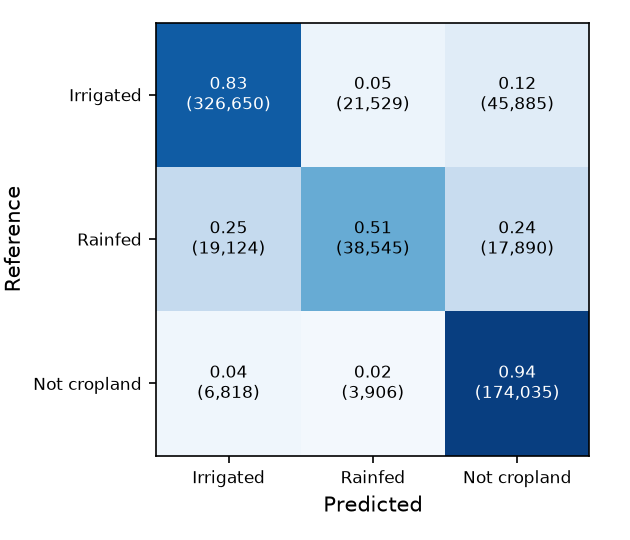 Irrigated
0.83
(326,650)
0.05
(21,529)
0.12
(45,885)
Rainfed
0.25
(19,124)
0.51
(38,545)
0.24
(17,890)
Not cropland
0.04
(6,818)
0.02
(3,906)
0.94
(174,035)
Reference
Irrigated
Rainfed
Not cropland
Predicted